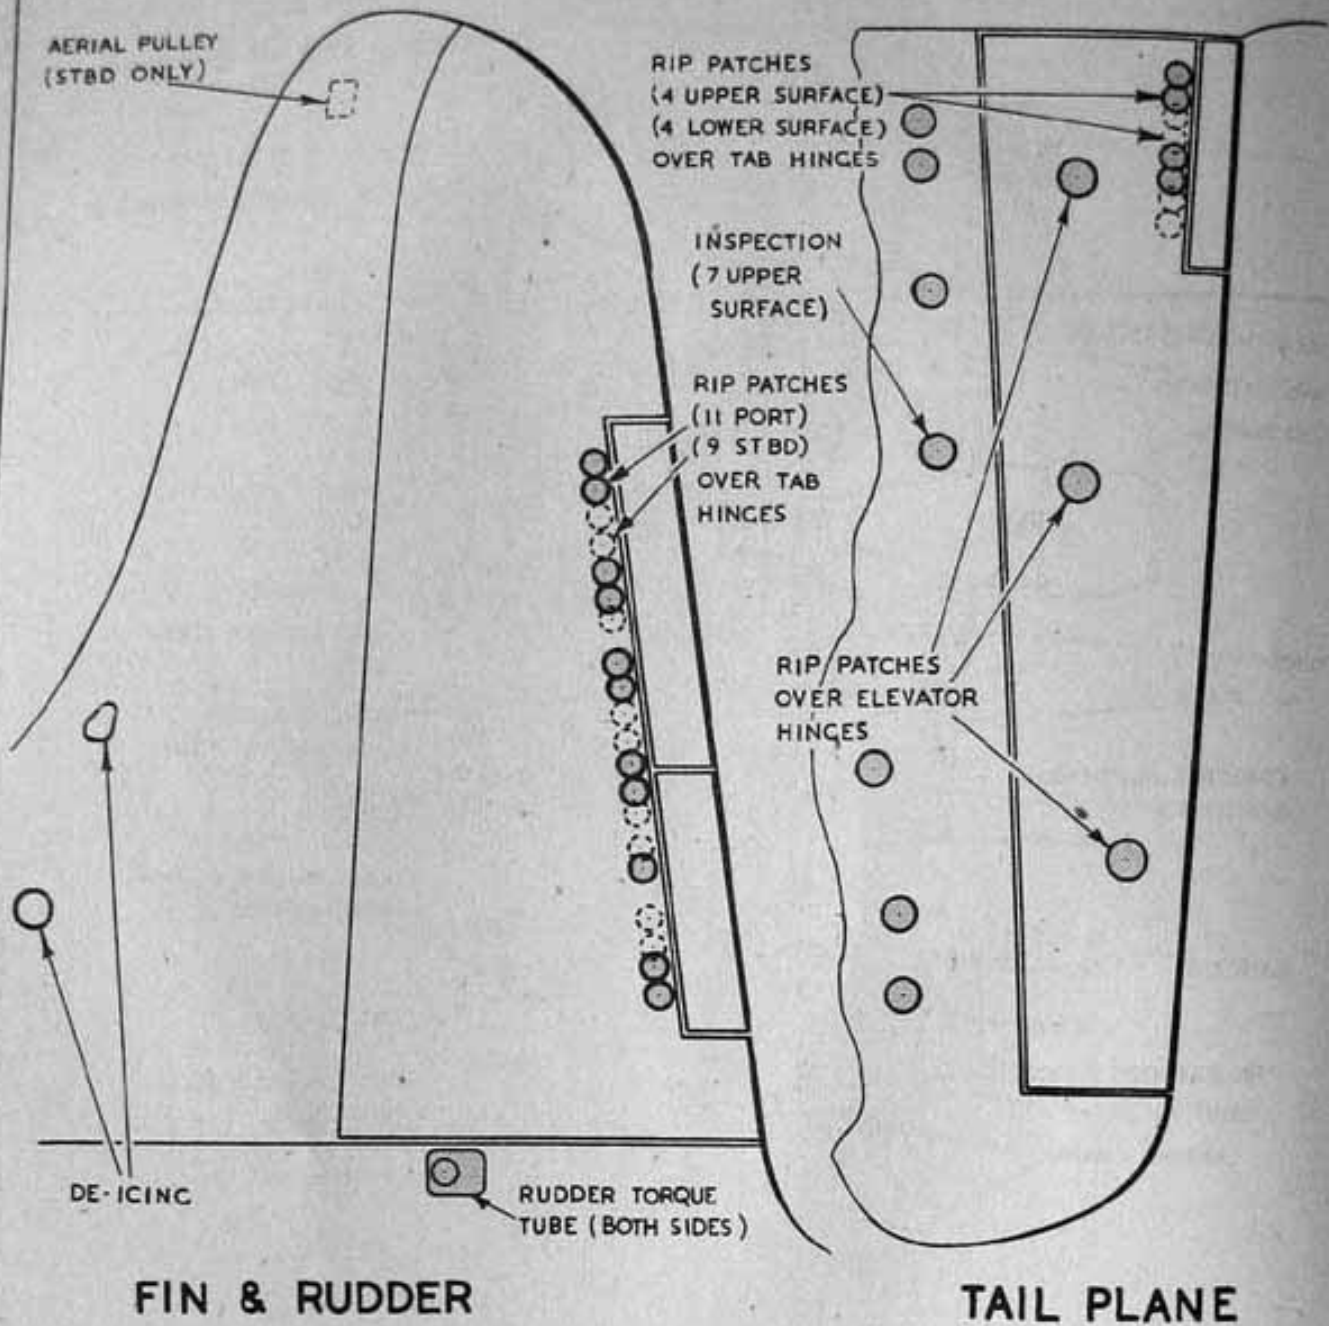 AERIAL PULLEY
(STBD ONLY)
RIP PATCHES
(4 UPPER SURFACE)
(4 LOWER SURFACE)
OVER TAB HINGES
INSPECTION
(7 UPPER
SURFACE)
RIP PATCHES
(11 PORT)
(9 STBD)
OVER TAB
HINGES
RIP PATCHES
OVER ELEVATOR
HINGES
DE-ICING
RUDDER TORQUE
TUBE (BOTH SIDES)
FIN & RUDDER
TAIL PLANE